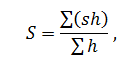 S = ∑(sh) / ∑h ,